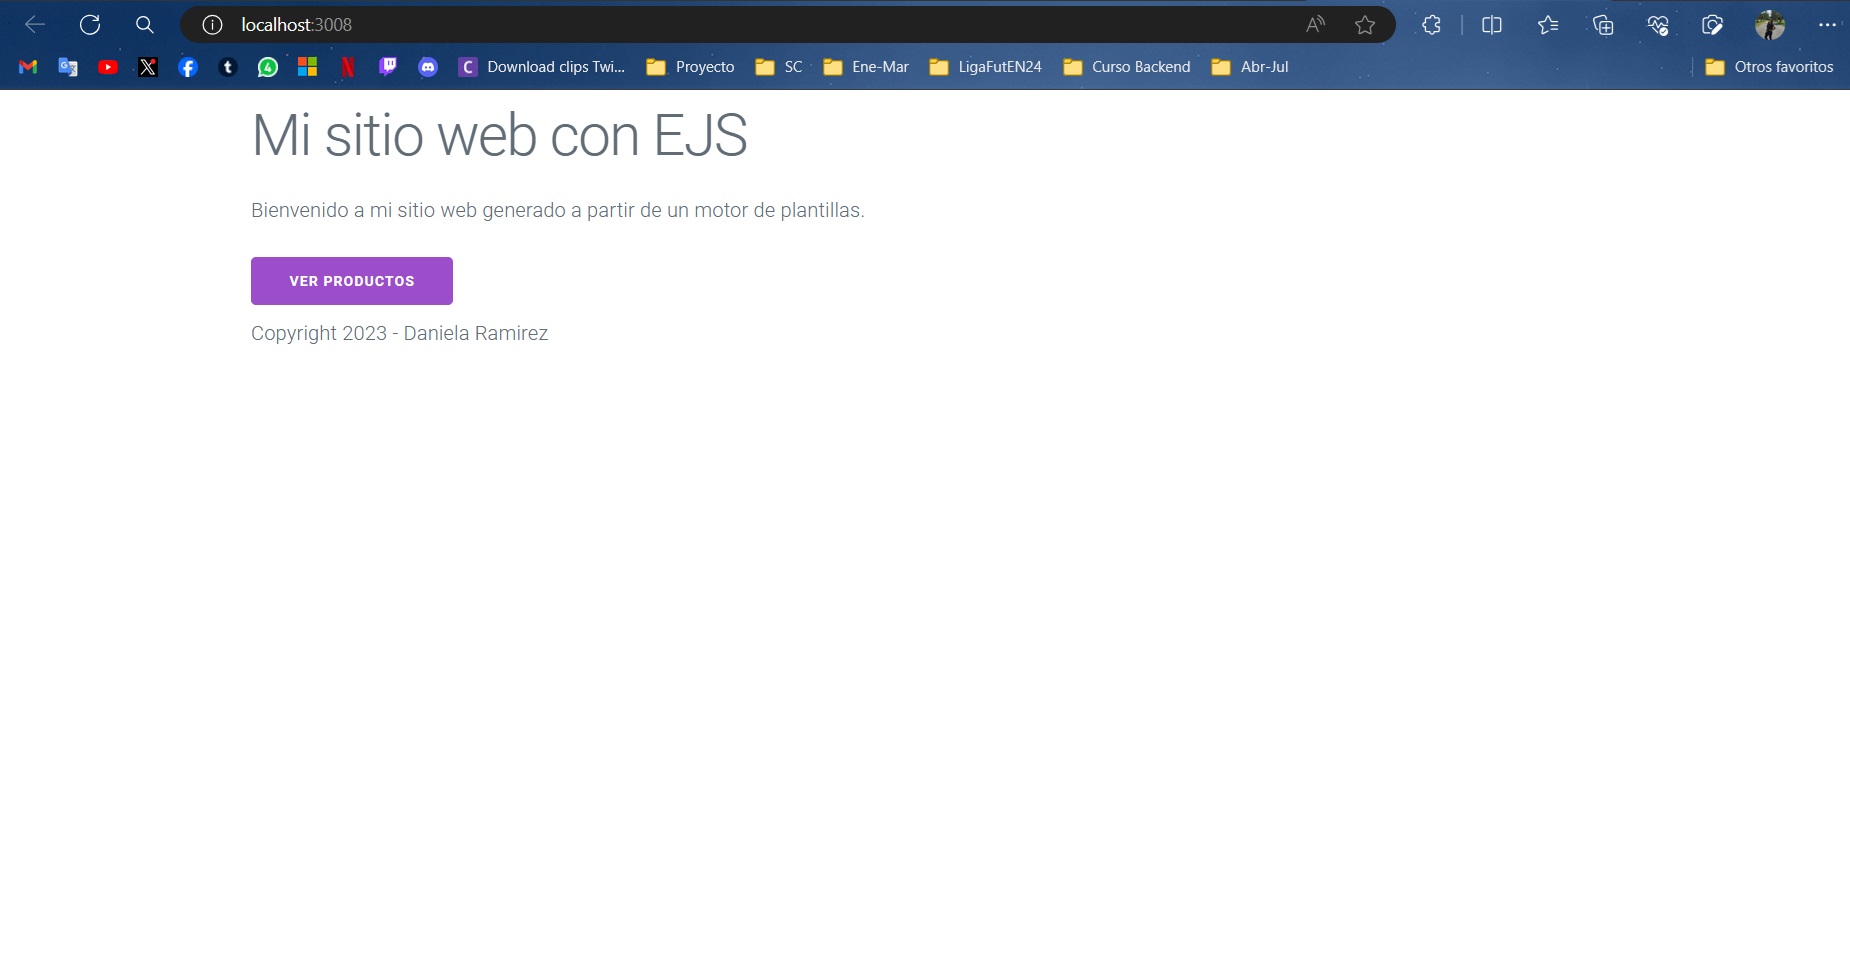 localhost:3008
Download clips Twi... Proyecto SC Ene-Mar LigaFutEN24 Curso Backend Abr-Jul Otros favoritos
Mi sitio web con EJS
Bienvenido a mi sitio web generado a partir de un motor de plantillas.
VER PRODUCTOS
Copyright 2023 - Daniela Ramirez